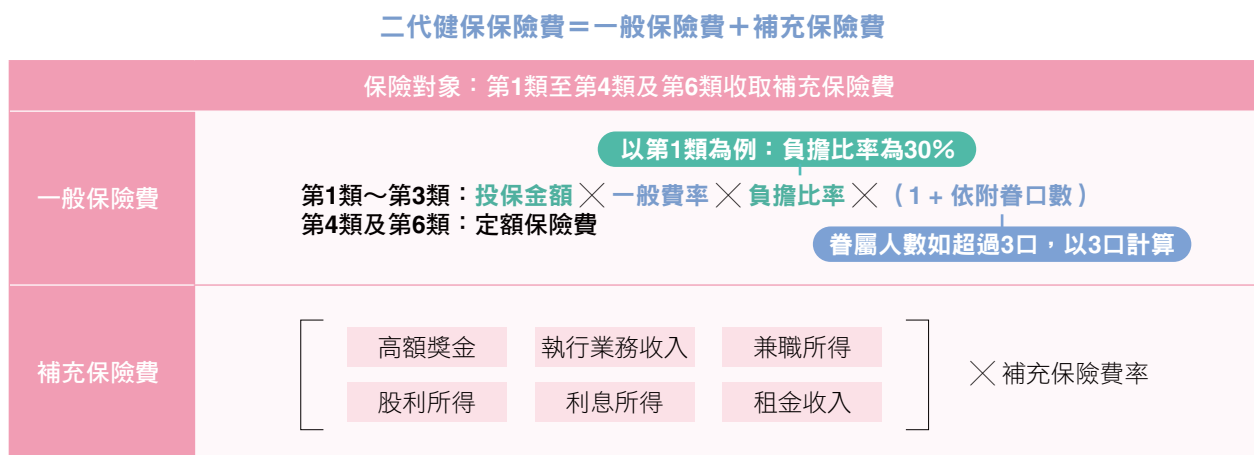 二代健保保險費＝一般保險費＋補充保險費
保險對象：第1類至第4類及第6類收取補充保險費
一般保險費
以第1類為例：負擔比率為30%
第1類～第3類：投保金額╳一般費率╳負擔比率╳（1 + 依附眷口數）
第4類及第6類：定額保險費
眷屬人數如超過3口，以3口計算
補充保險費
高額獎金 執行業務收入 兼職所得
股利所得 利息所得 租金收入
╳補充保險費率